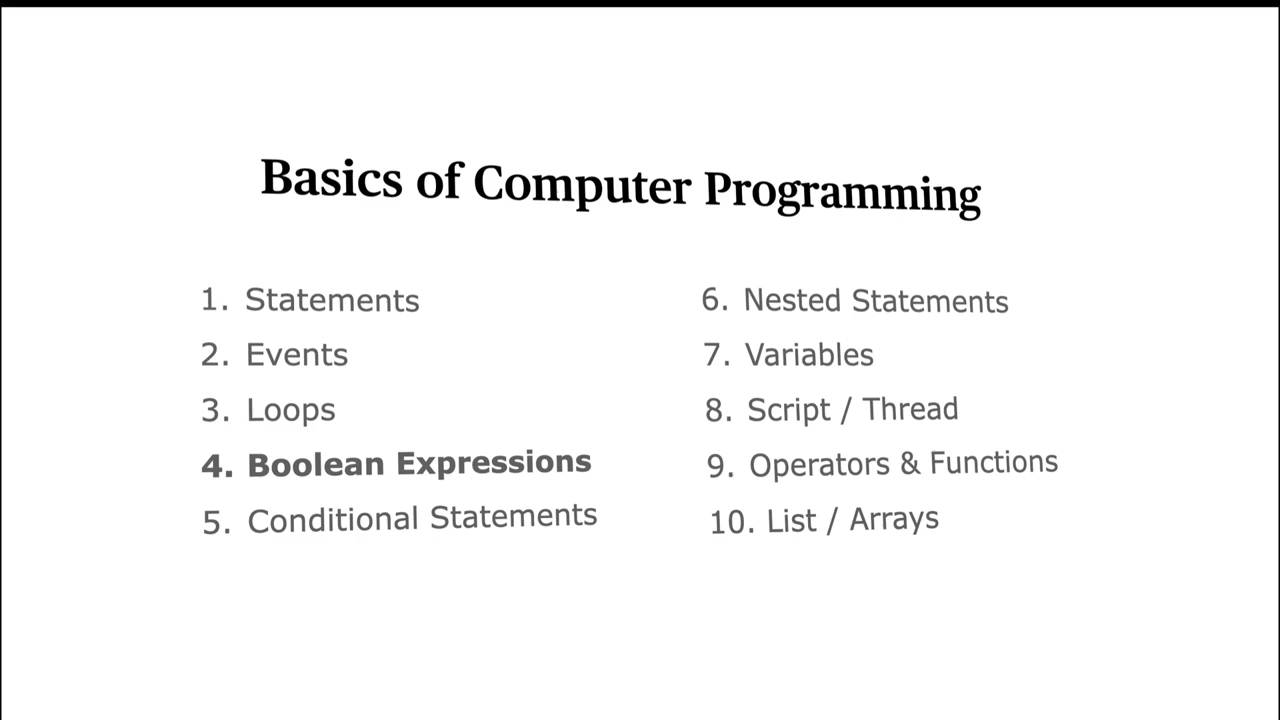 Basics of Computer Programming
1. Statements
2. Events
3. Loops
4. Boolean Expressions
5. Conditional Statements
6. Nested Statements
7. Variables
8. Script / Thread
9. Operators & Functions
10. List / Arrays